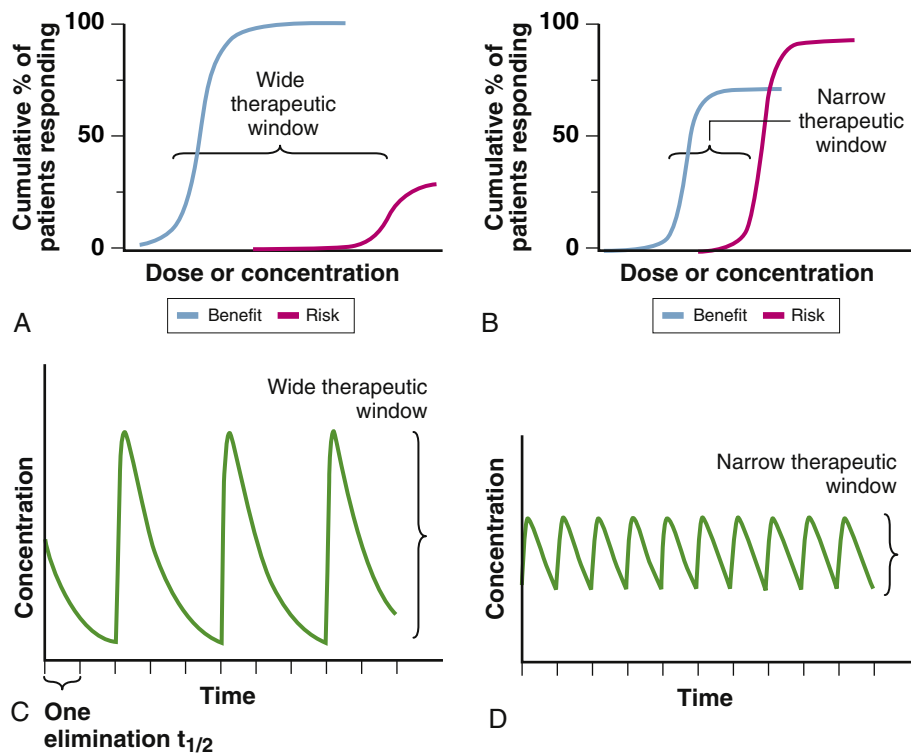 100
50
0
Cumulative % of
patients responding
Wide
therapeutic
window
Dose or concentration
Benefit
Risk
A
100
50
0
Cumulative % of
patients responding
Narrow
therapeutic
window
Dose or concentration
Benefit
Risk
B
Wide therapeutic
window
Concentration
Time
C
One
elimination t1/2
Narrow therapeutic
window
Concentration
Time
D